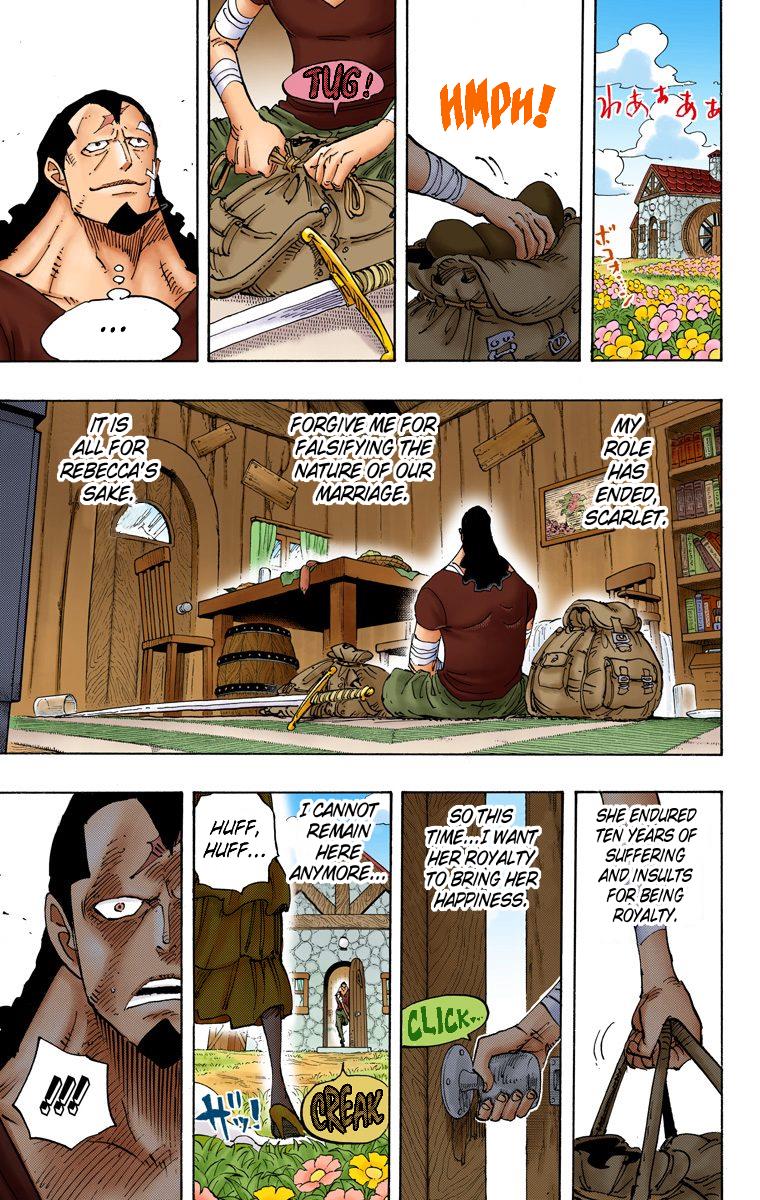 わあぁあぁ
ボコォ…ン…
HMPH!
TUG!
...
MY
ROLE
HAS
ENDED,
SCARLET.
FORGIVE ME FOR
FALSIFYING THE
NATURE OF OUR
MARRIAGE.
IT IS
ALL FOR
REBECCA'S
SAKE.
SHE ENDURED
TEN YEARS OF
SUFFERING
AND INSULTS
FOR BEING
ROYALTY.
SO THIS
TIME...I WANT
HER ROYALTY
TO BRING HER
HAPPINESS.
CLICK...
I CANNOT
REMAIN
HERE
ANYMORE...
HUFF,
HUFF...
CREAK
ザッ!
!!!